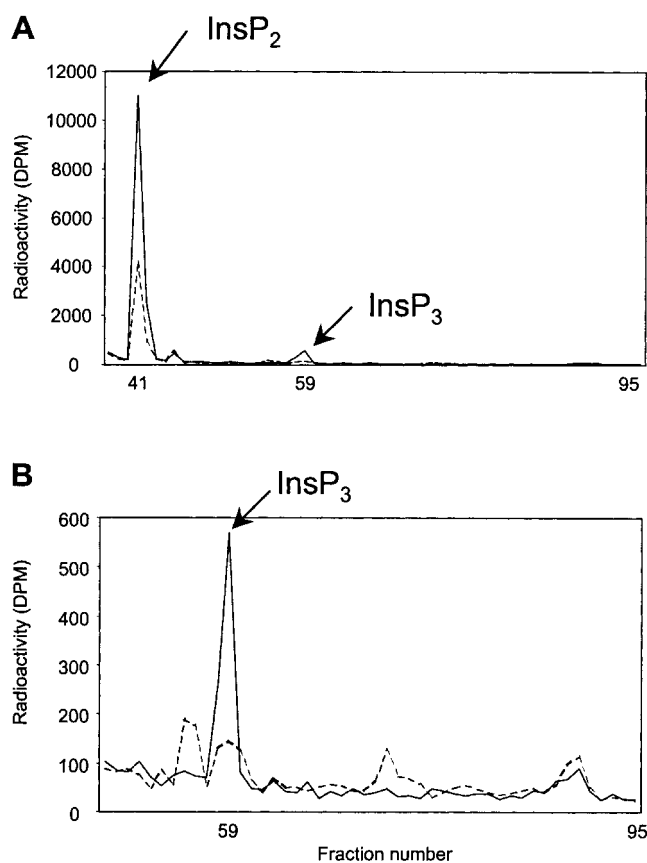 A
InsP2
12000
10000
8000
6000
4000
2000
0
Radioactivity (DPM)
InsP3
41
59
95
B
InsP3
600
500
400
300
200
100
0
Radioactivity (DPM)
59
95
Fraction number